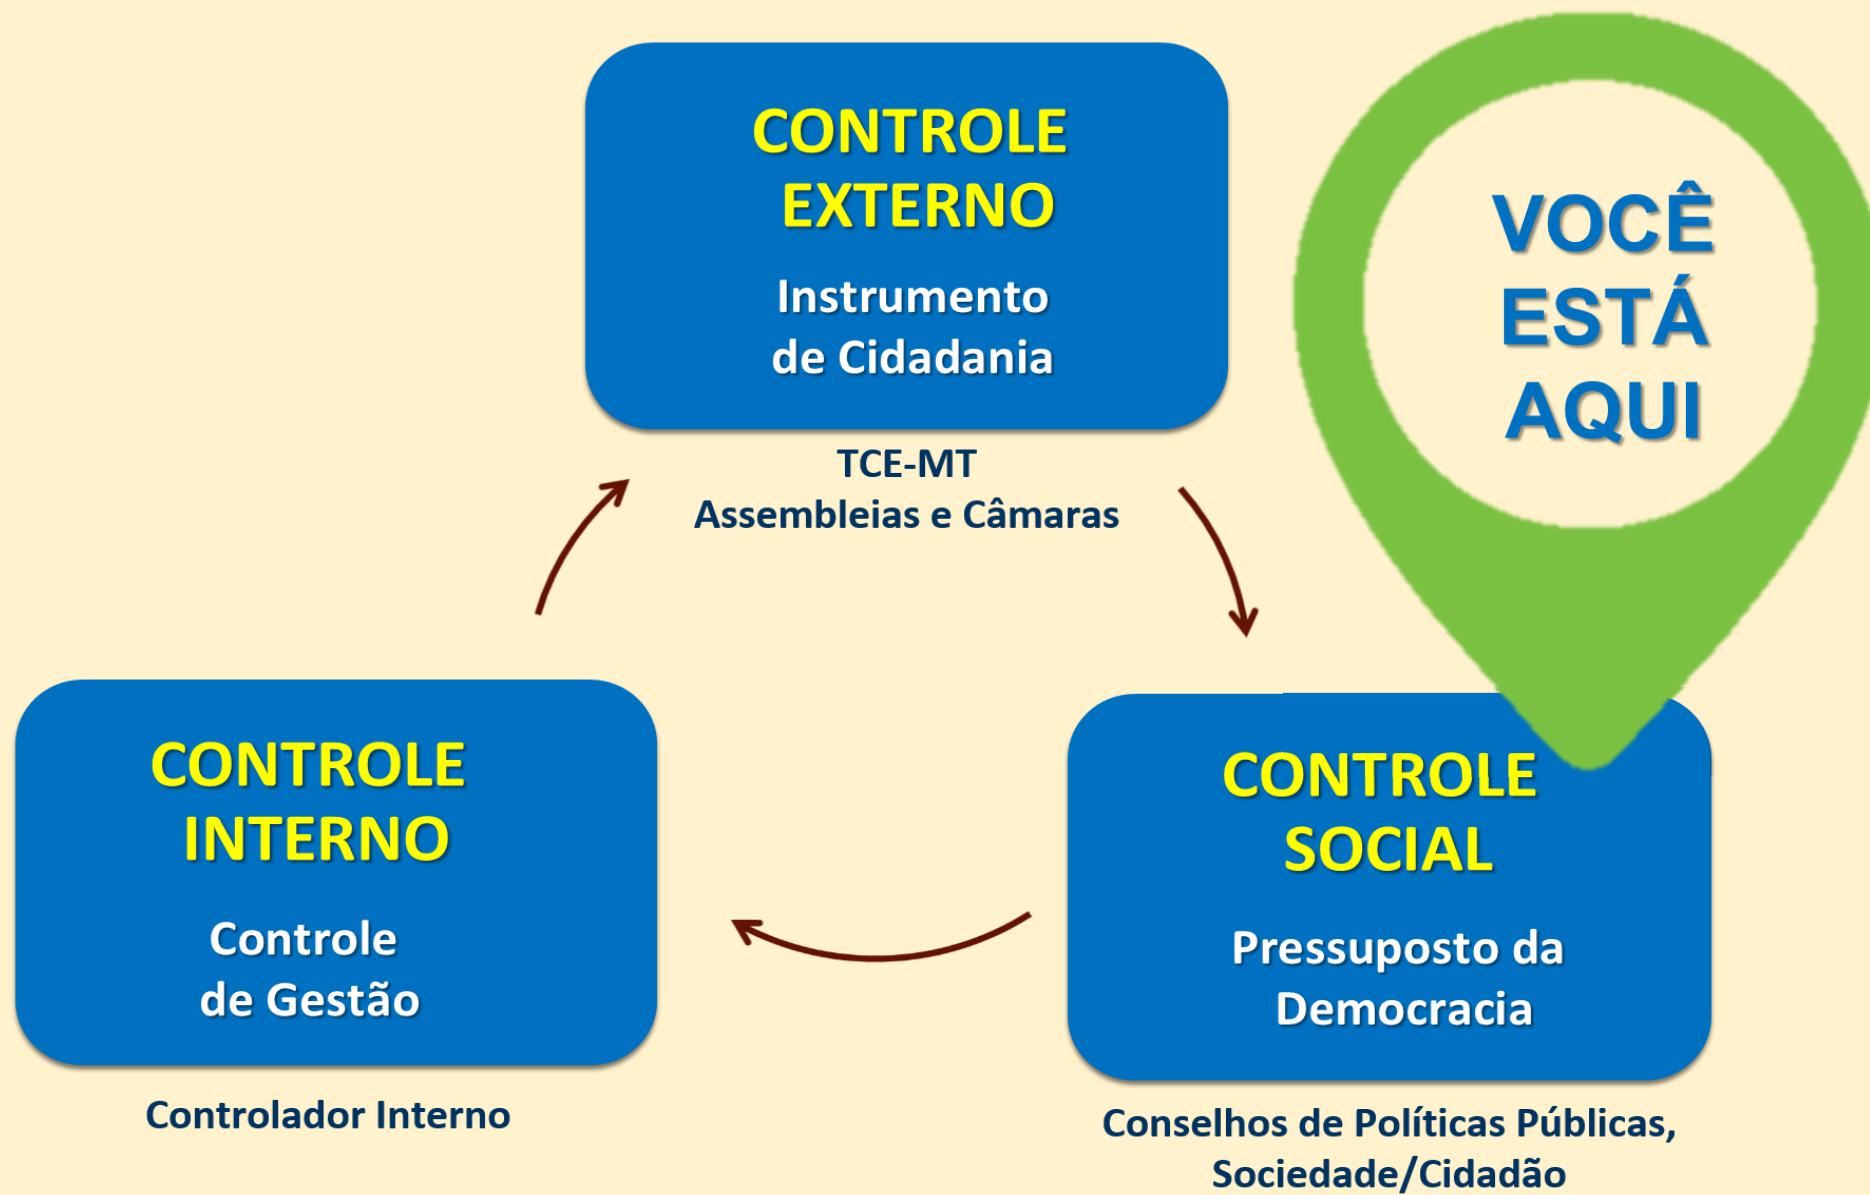 CONTROLE
EXTERNO
Instrumento
de Cidadania
TCE-MT
Assembleias e Câmaras
VOCÊ
ESTÁ
AQUI
CONTROLE
INTERNO
Controle
de Gestão
Controlador Interno
CONTROLE
SOCIAL
Pressuposto da
Democracia
Conselhos de Políticas Públicas,
Sociedade/Cidadão